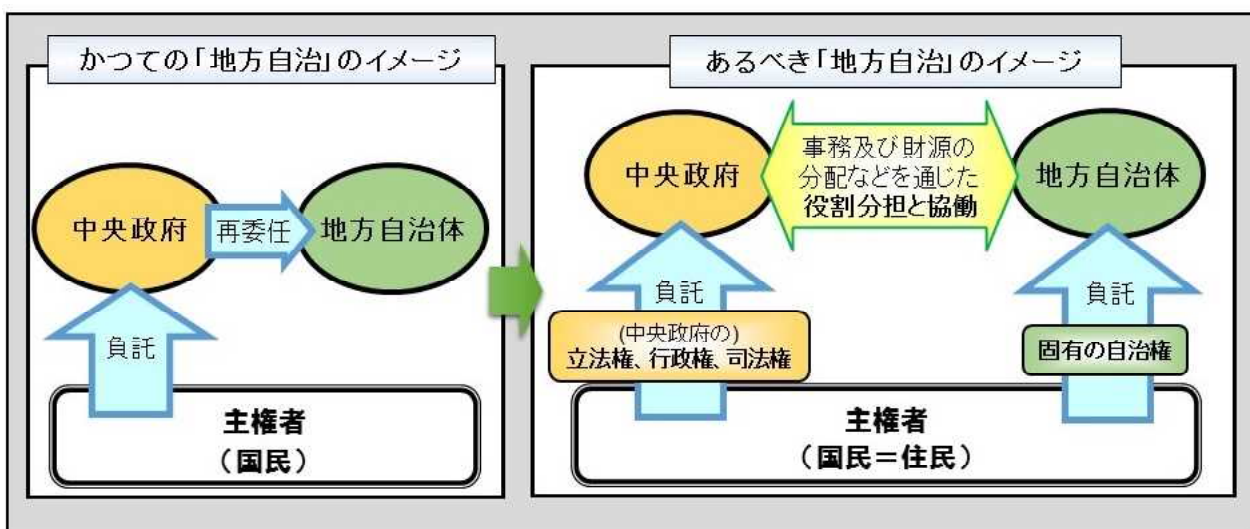 かつての「地方自治」のイメージ
中央政府
再委任
地方自治体
負託
主権者
（国民）
あるべき「地方自治」のイメージ
中央政府
事務及び財源の
分配などを通じた
役割分担と協働
地方自治体
負託
(中央政府の)
立法権、行政権、司法権
負託
固有の自治権
主権者
（国民＝住民）